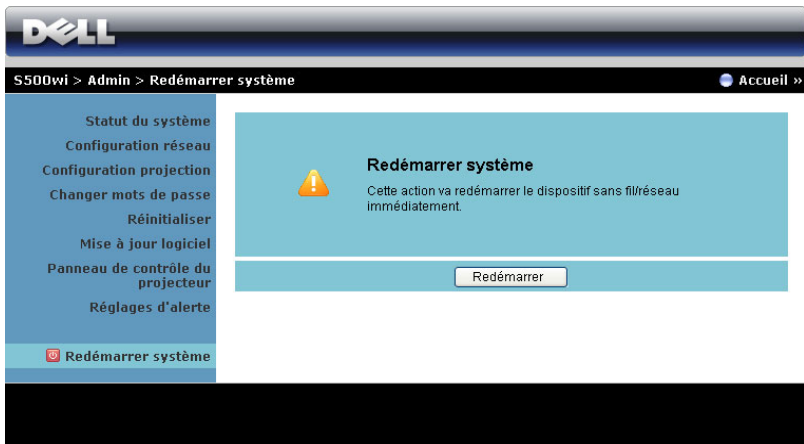 DELL
S500wi > Admin > Redémarrer système
Accueil »
Statut du système
Configuration réseau
Configuration projection
Changer mots de passe
Réinitialiser
Mise à jour logiciel
Panneau de contrôle du
projecteur
Réglages d'alerte
Redémarrer système
Redémarrer système
Cette action va redémarrer le dispositif sans fil/réseau
immédiatement.
Redémarrer